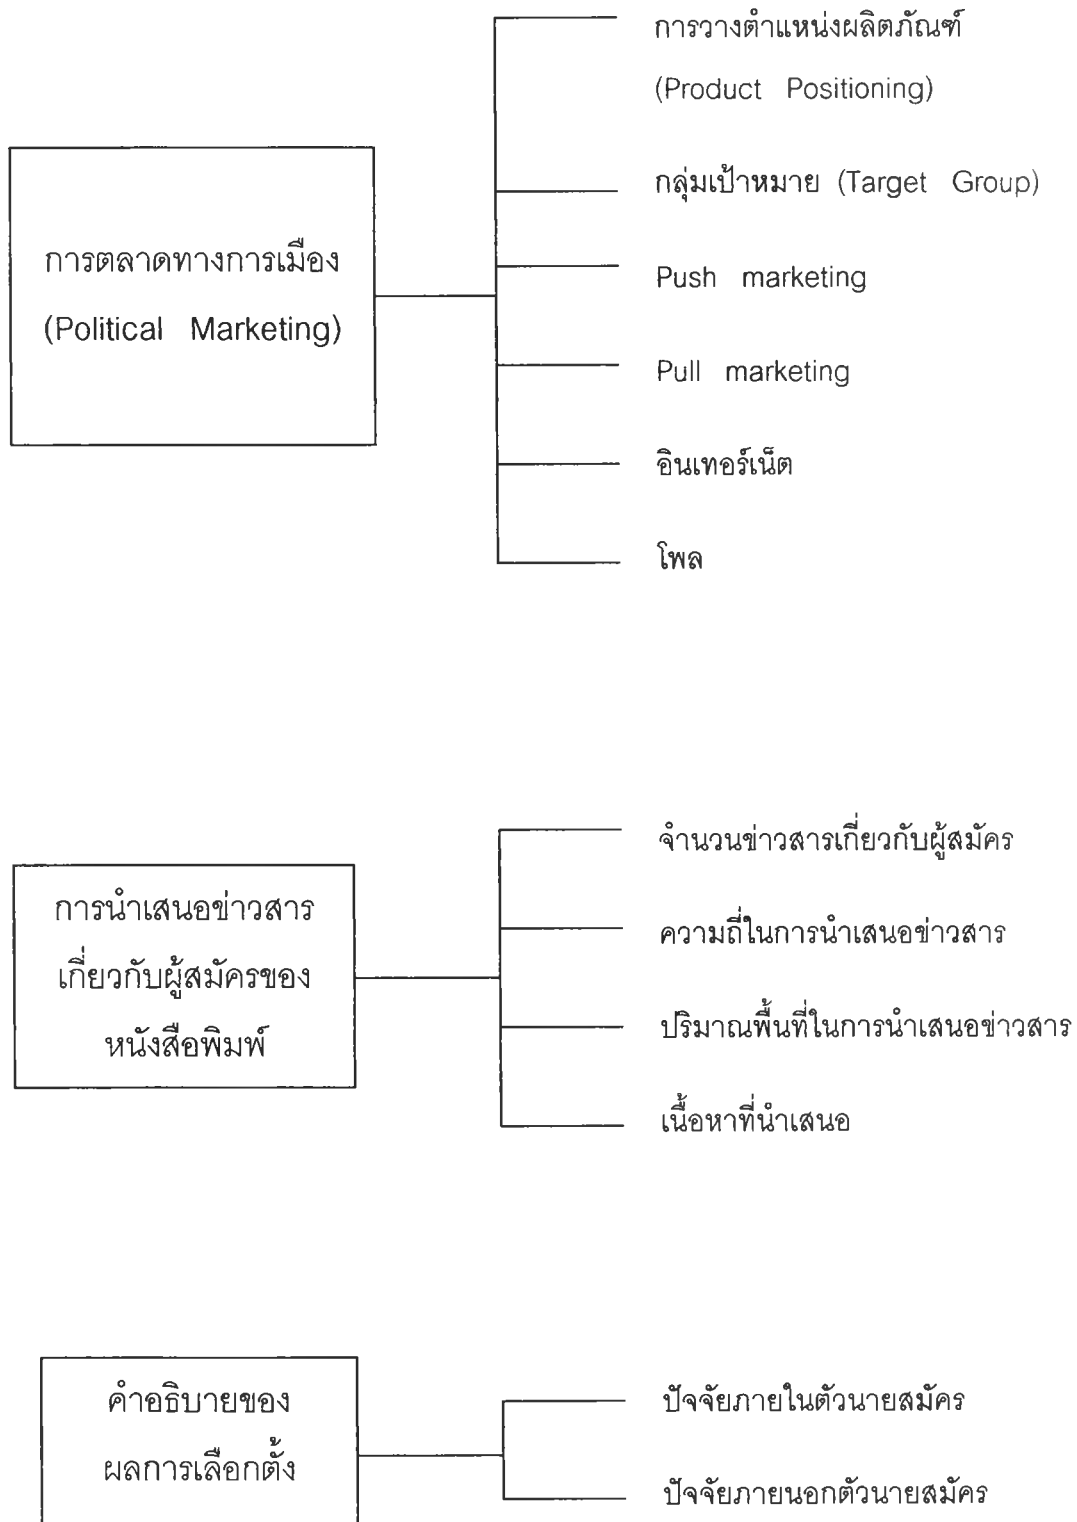 การวางตำแหน่งผลิตภัณฑ์
(Product Positioning)
การตลาดทางการเมือง
(Political Marketing)
กลุ่มเป้าหมาย (Target Group)
Push marketing
Pull marketing
อินเทอร์เน็ต
โพล
การนำเสนอข่าวสาร
เกี่ยวกับผู้สมัครของ
หนังสือพิมพ์
จำนวนข่าวสารเกี่ยวกับผู้สมัคร
ความถี่ในการนำเสนอข่าวสาร
ปริมาณพื้นที่ในการนำเสนอข่าวสาร
เนื้อหาที่นำเสนอ
คำอธิบายของ
ผลการเลือกตั้ง
ปัจจัยภายในตัวนายสมัคร
ปัจจัยภายนอกตัวนายสมัคร